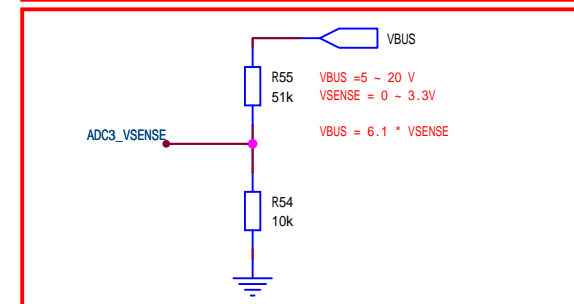 VBUS
R55
51k
VBUS =5 ~ 20 V
VSENSE = 0 ~ 3.3V
VBUS = 6.1 * VSENSE
ADC3_VSENSE
R54
10k